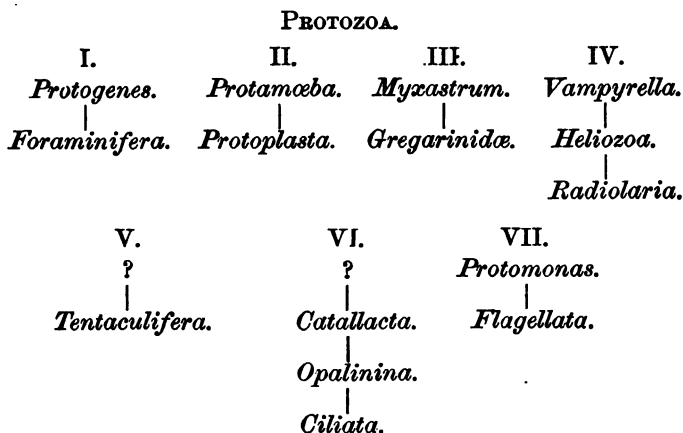 PROTOZOA.
I. II. III. IV.
Protogenes. Protamœba. Myxastrum. Vampyrella.
Foraminifera. Protoplasta. Gregarinidæ. Heliozoa.
Radiolaria.
V. VI. VII.
? ? Protomonas.
Tentaculifera. Catallacta. Flagellata.
Opalinina.
Ciliata.